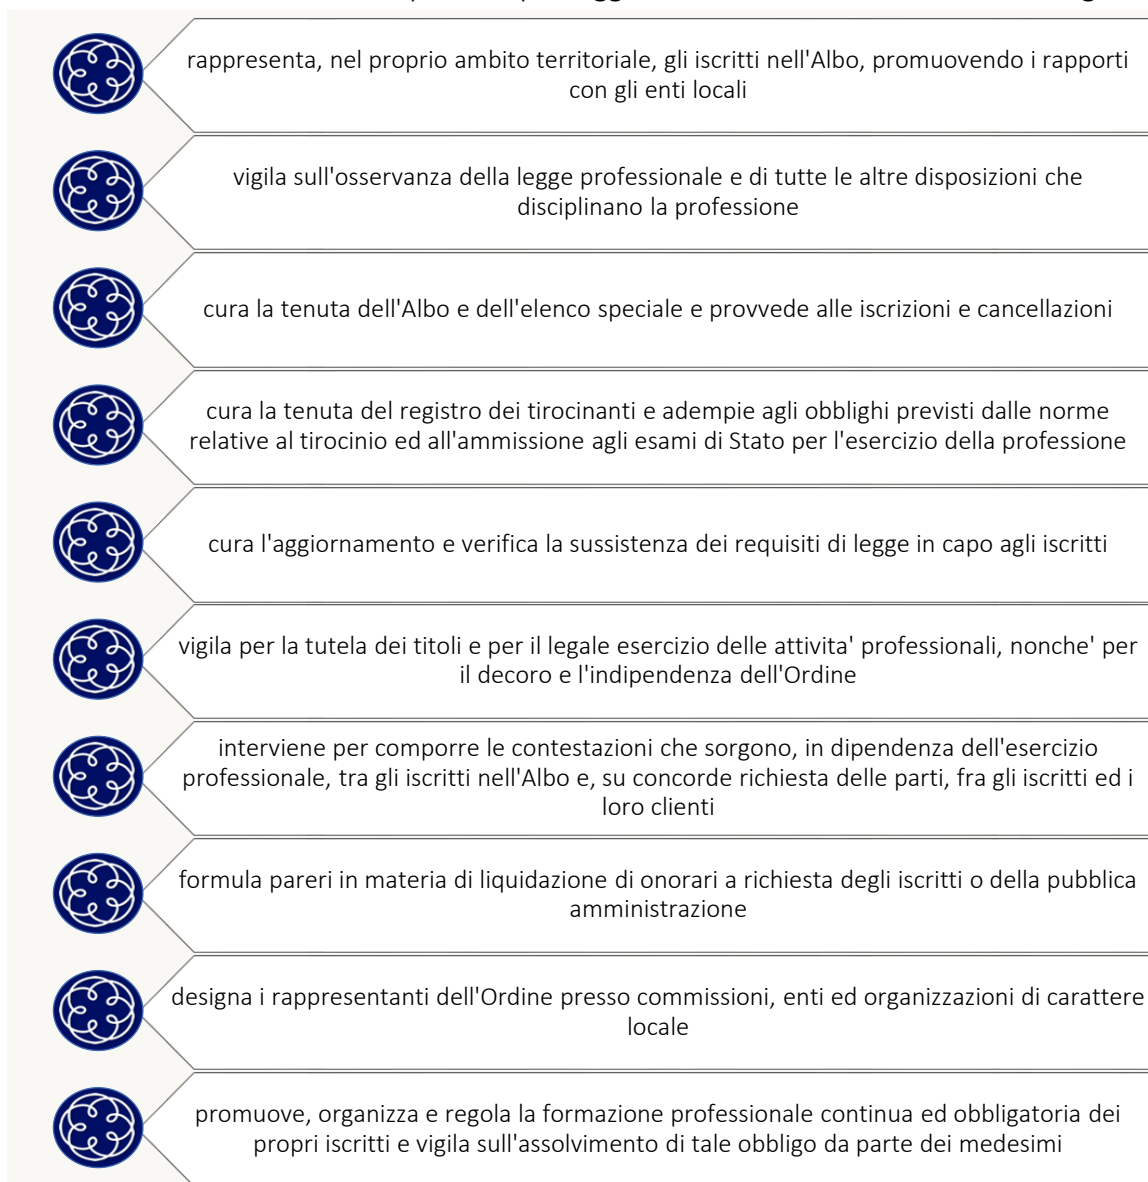 rappresenta, nel proprio ambito territoriale, gli iscritti nell'Albo, promuovendo i rapporti
con gli enti locali
vigila sull'osservanza della legge professionale e di tutte le altre disposizioni che
disciplinano la professione
cura la tenuta dell'Albo e dell'elenco speciale e provvede alle iscrizioni e cancellazioni
cura la tenuta del registro dei tirocinanti e adempie agli obblighi previsti dalle norme
relative al tirocinio ed all'ammissione agli esami di Stato per l'esercizio della professione
cura l'aggiornamento e verifica la sussistenza dei requisiti di legge in capo agli iscritti
vigila per la tutela dei titoli e per il legale esercizio delle attivita' professionali, nonche' per
il decoro e l'indipendenza dell'Ordine
interviene per comporre le contestazioni che sorgono, in dipendenza dell'esercizio
professionale, tra gli iscritti nell'Albo e, su concorde richiesta delle parti, fra gli iscritti ed i
loro clienti
formula pareri in materia di liquidazione di onorari a richiesta degli iscritti o della pubblica
amministrazione
designa i rappresentanti dell'Ordine presso commissioni, enti ed organizzazioni di carattere
locale
promuove, organizza e regola la formazione professionale continua ed obbligatoria dei
propri iscritti e vigila sull'assolvimento di tale obbligo da parte dei medesimi